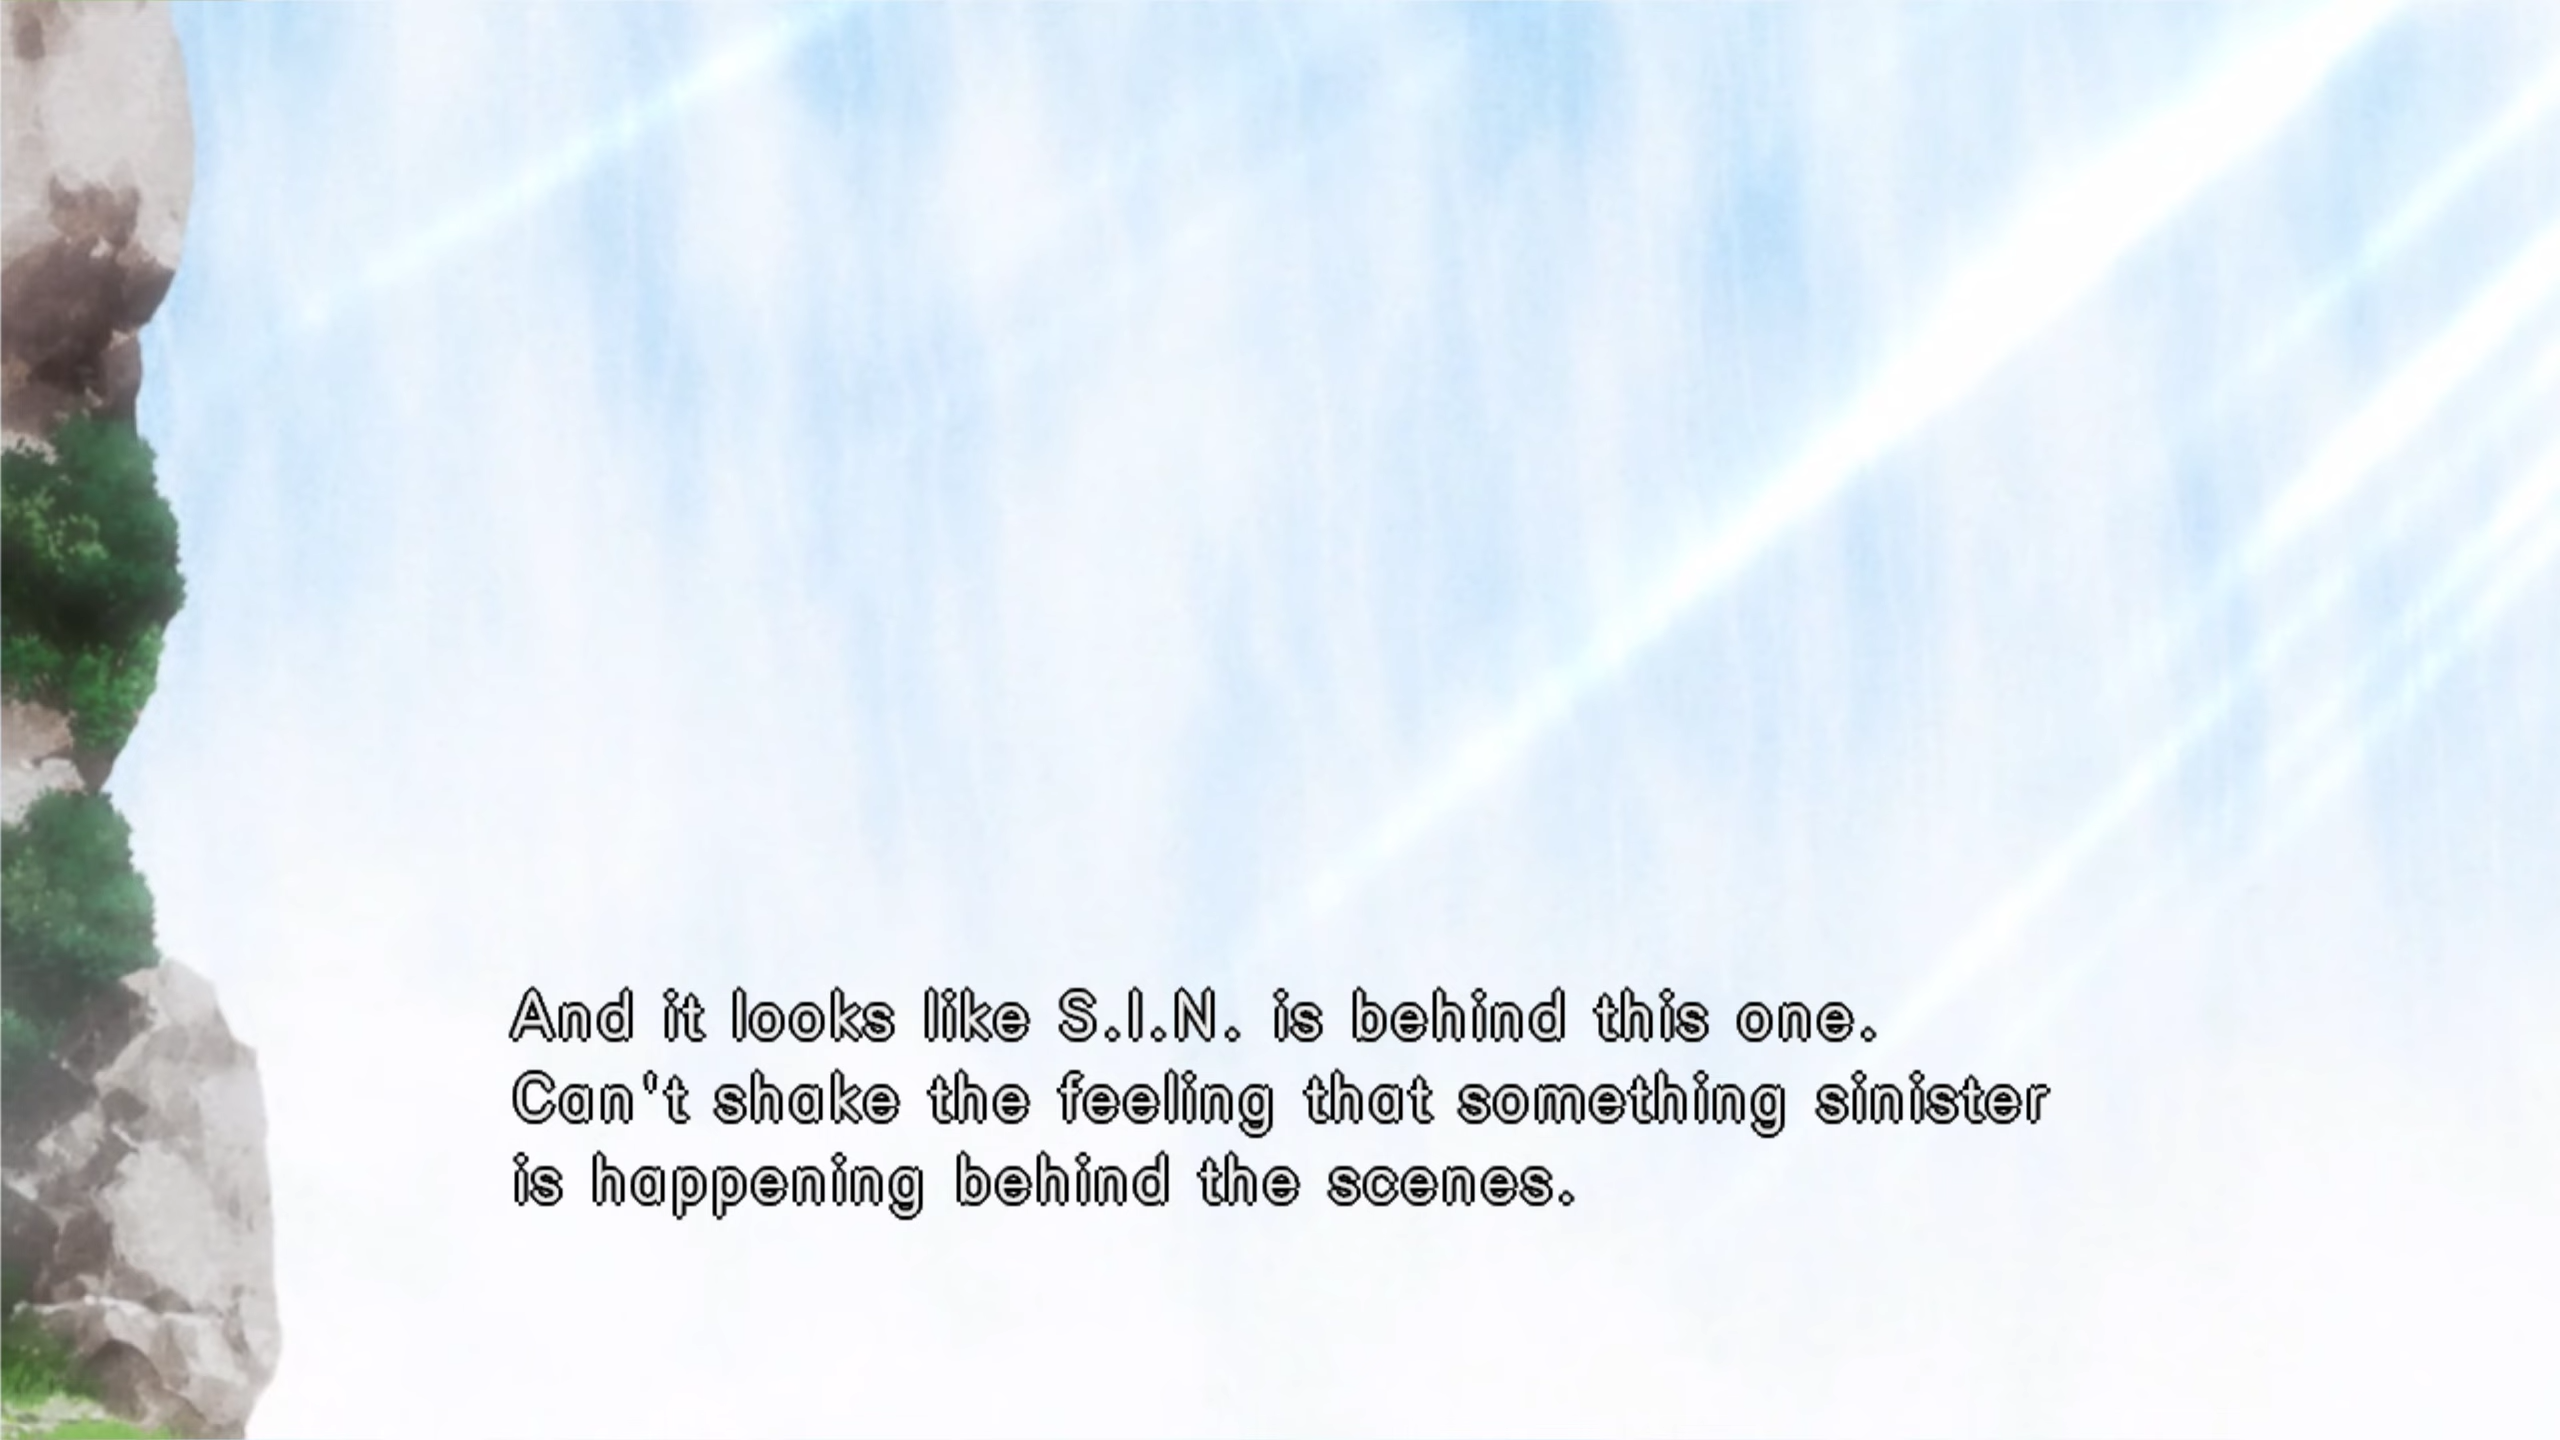 And it looks like S.I.N. is behind this one.
Can't shake the feeling that something sinister
is happening behind the scenes.